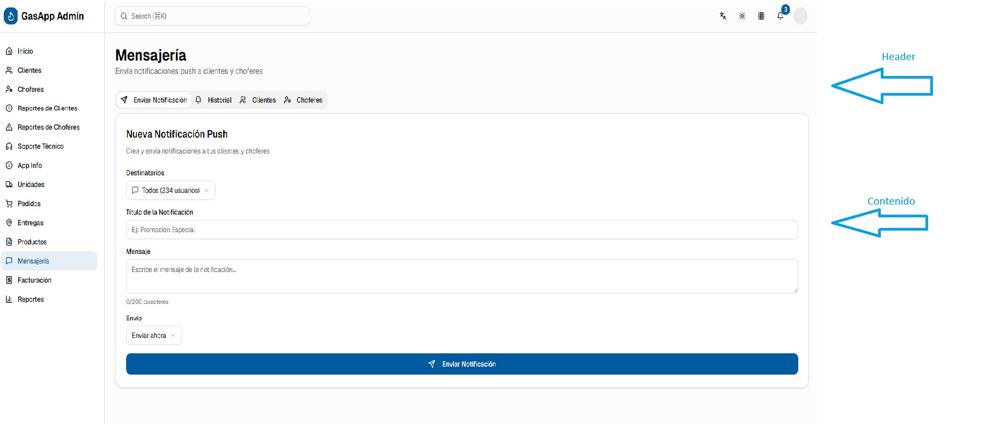 GasApp Admin
Search (⌘K)
3
Inicio
Clientes
Choferes
Reportes de Clientes
Reportes de Choferes
Soporte Técnico
App Info
Unidades
Pedidos
Entregas
Productos
Mensajería
Facturación
Reportes
Mensajería
Envía notificaciones push a clientes y choferes
Enviar Notificación Historial Clientes Choferes
Nueva Notificación Push
Crea y envía notificaciones a tus clientes y choferes
Destinatarios
Todos (234 usuarios)
Título de la Notificación
Ej: Promoción Especial
Mensaje
Escribe el mensaje de la notificación...
0/200 caracteres
Envío
Enviar ahora
Enviar Notificación
Header
Contenido